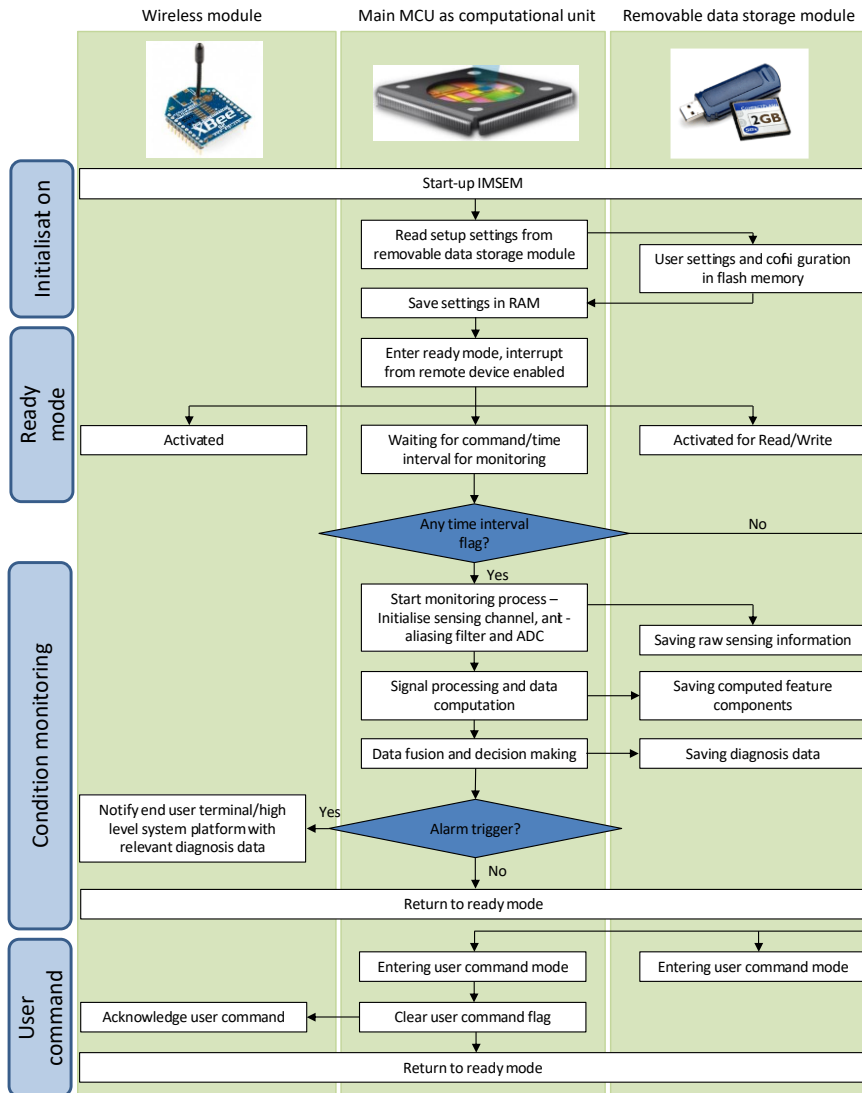 Wireless module
Main MCU as computational unit
Removable data storage module
XBee
2GB
Initialisat on
Start-up IMSEM
Read setup settings from
removable data storage module
User settings and cofi guration
in flash memory
Save settings in RAM
Ready
mode
Enter ready mode, interrupt
from remote device enabled
Activated
Waiting for command/time
interval for monitoring
Activated for Read/Write
Any time interval
flag?
No
Yes
Condition monitoring
Start monitoring process –
Initialise sensing channel, ant -
aliasing filter and ADC
Saving raw sensing information
Signal processing and data
computation
Saving computed feature
components
Data fusion and decision making
Saving diagnosis data
Notify end user terminal/high
level system platform with
relevant diagnosis data
Yes
Alarm trigger?
No
Return to ready mode
User
command
Entering user command mode
Entering user command mode
Acknowledge user command
Clear user command flag
Return to ready mode